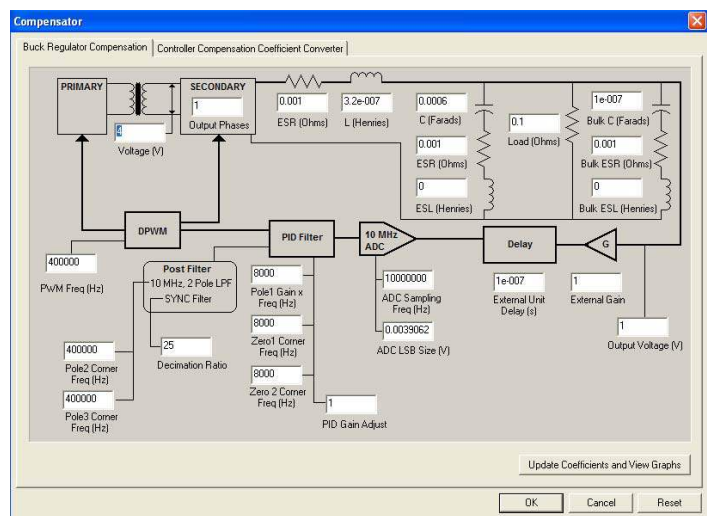 Compensator
Buck Regulator Compensation
Controller Compensation Coefficient Converter
PRIMARY
SECONDARY
1
Output Phases
4
Voltage (V)
0.001
ESR (Ohms)
3.2e-007
L (Henries)
0.0006
C (Farads)
0.001
ESR (Ohms)
0
ESL (Henries)
0.1
Load (Ohms)
1e-007
Bulk C (Farads)
0.001
Bulk ESR (Ohms)
0
Bulk ESL (Henries)
DPWM
PID Filter
10 MHz
ADC
Delay
G
400000
PWM Freq (Hz)
Post Filter
10 MHz, 2 Pole LPF
SYNC Filter
8000
Pole1 Gain x
Freq (Hz)
10000000
ADC Sampling
Freq (Hz)
1e-007
External Unit
Delay (s)
1
External Gain
8000
Zero1 Corner
Freq (Hz)
0.0039062
ADC LSB Size (V)
1
Output Voltage (V)
400000
Pole2 Corner
Freq (Hz)
25
Decimation Ratio
8000
Zero 2 Corner
Freq (Hz)
400000
Pole3 Corner
Freq (Hz)
1
PID Gain Adjust
Update Coefficients and View Graphs
OK
Cancel
Reset